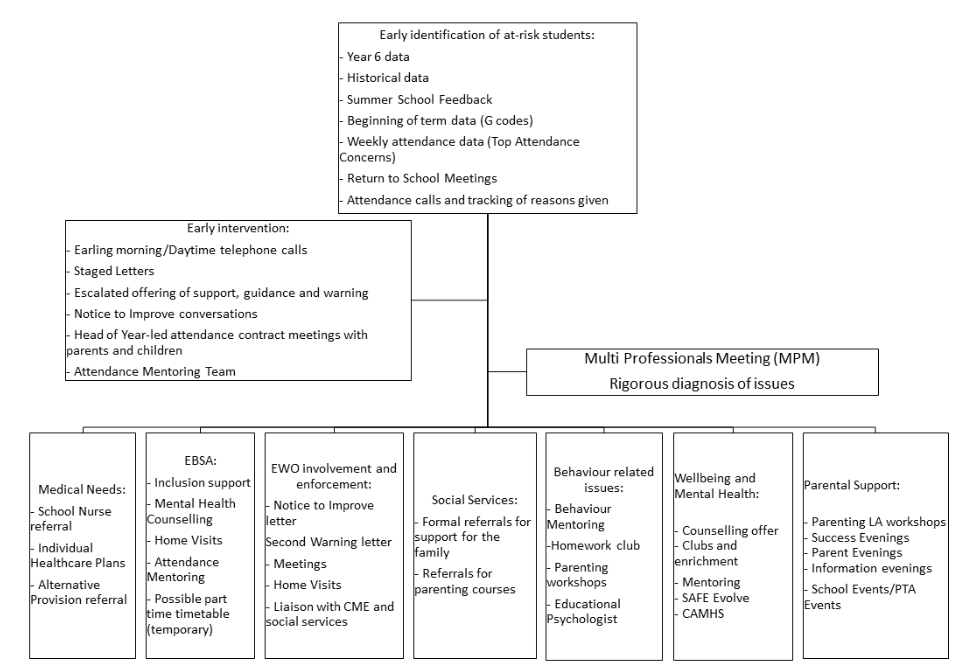 Early identification of at-risk students:
- Year 6 data
- Historical data
- Summer School Feedback
- Beginning of term data (G codes)
- Weekly attendance data (Top Attendance
Concerns)
- Return to School Meetings
- Attendance calls and tracking of reasons given
Early intervention:
- Earling morning/Daytime telephone calls
- Staged Letters
- Escalated offering of support, guidance and warning
- Notice to Improve conversations
- Head of Year-led attendance contract meetings with
parents and children
- Attendance Mentoring Team
Multi Professionals Meeting (MPM)
Rigorous diagnosis of issues
Medical Needs:
- School Nurse
referral
- Individual
Healthcare Plans
- Alternative
Provision referral
EBSA:
- Inclusion support
- Mental Health
Counselling
- Home Visits
- Attendance
Mentoring
- Possible part
time timetable
(temporary)
EWO involvement and
enforcement:
- Notice to Improve
letter
Second Warning letter
- Meetings
- Home Visits
- Liaison with CME and
social services
Social Services:
- Formal referrals for
support for the
family
- Referrals for
parenting courses
Behaviour related
issues:
- Behaviour
Mentoring
-Homework club
- Parenting
workshops
- Educational
Psychologist
Wellbeing and
Mental Health:
- Counselling offer
- Clubs and
enrichment
- Mentoring
- SAFE Evolve
- CAMHS
Parental Support:
- Parenting LA workshops
- Success Evenings
- Parent Evenings
- Information evenings
- School Events/PTA
Events